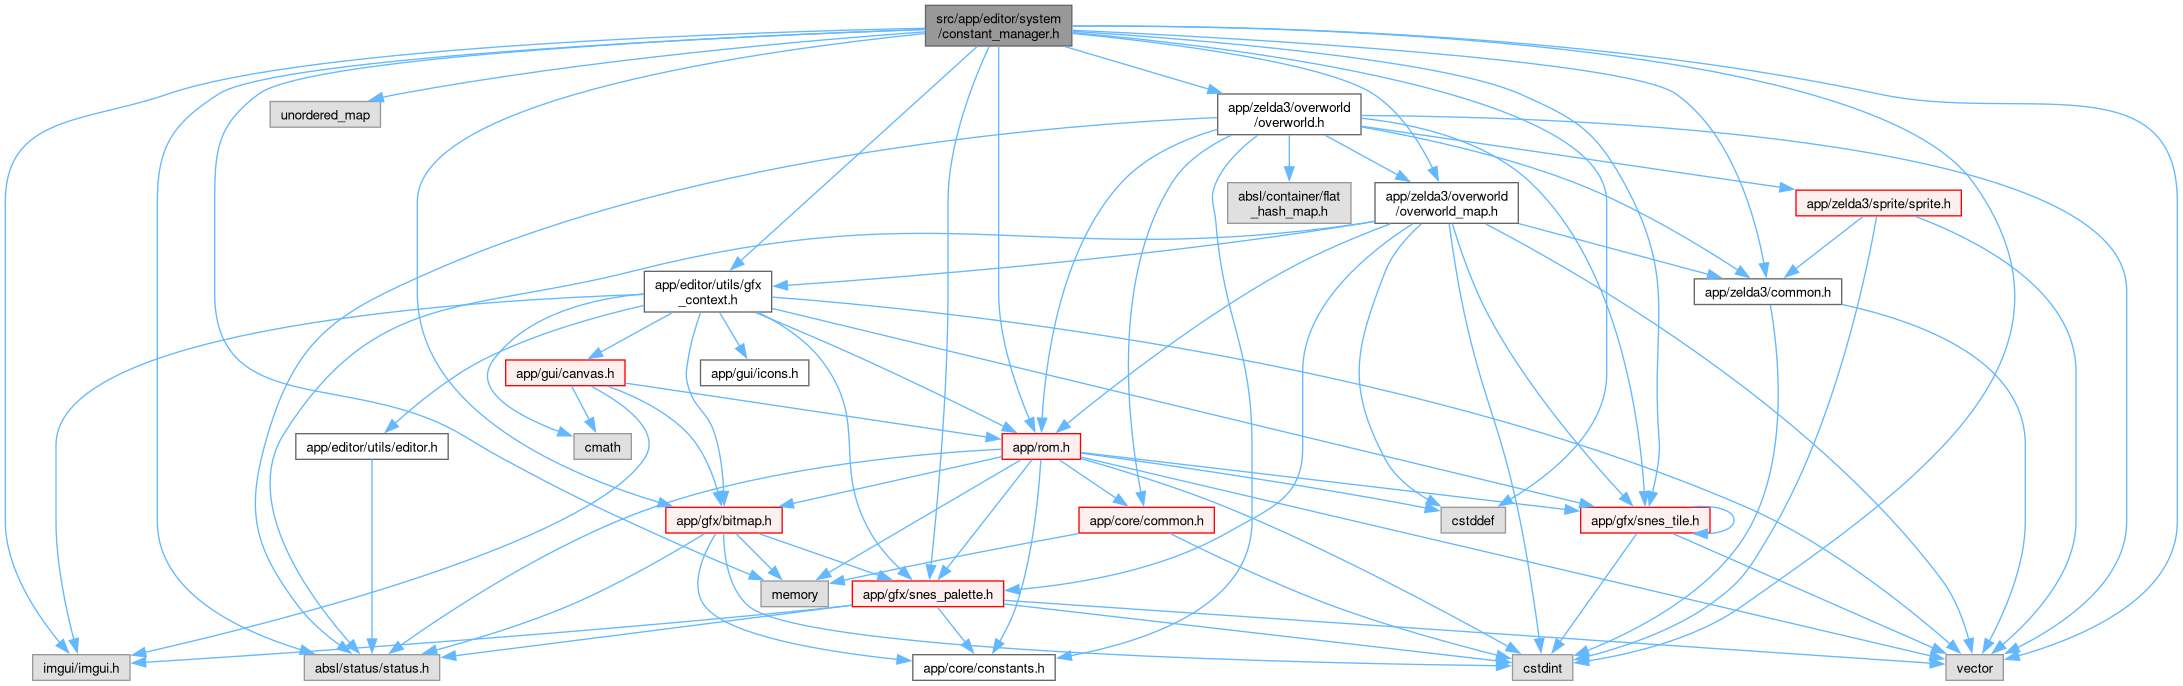 src/app/editor/system
/constant_manager.h
unordered_map
app/zelda3/overworld
/overworld.h
absl/container/flat
_hash_map.h
app/zelda3/overworld
/overworld_map.h
app/zelda3/sprite/sprite.h
app/editor/utils/gfx
_context.h
app/zelda3/common.h
app/gui/canvas.h
app/gui/icons.h
app/editor/utils/editor.h
cmath
app/rom.h
app/gfx/bitmap.h
app/core/common.h
cstddef
app/gfx/snes_tile.h
memory
app/gfx/snes_palette.h
imgui/imgui.h
absl/status/status.h
app/core/constants.h
cstdint
vector